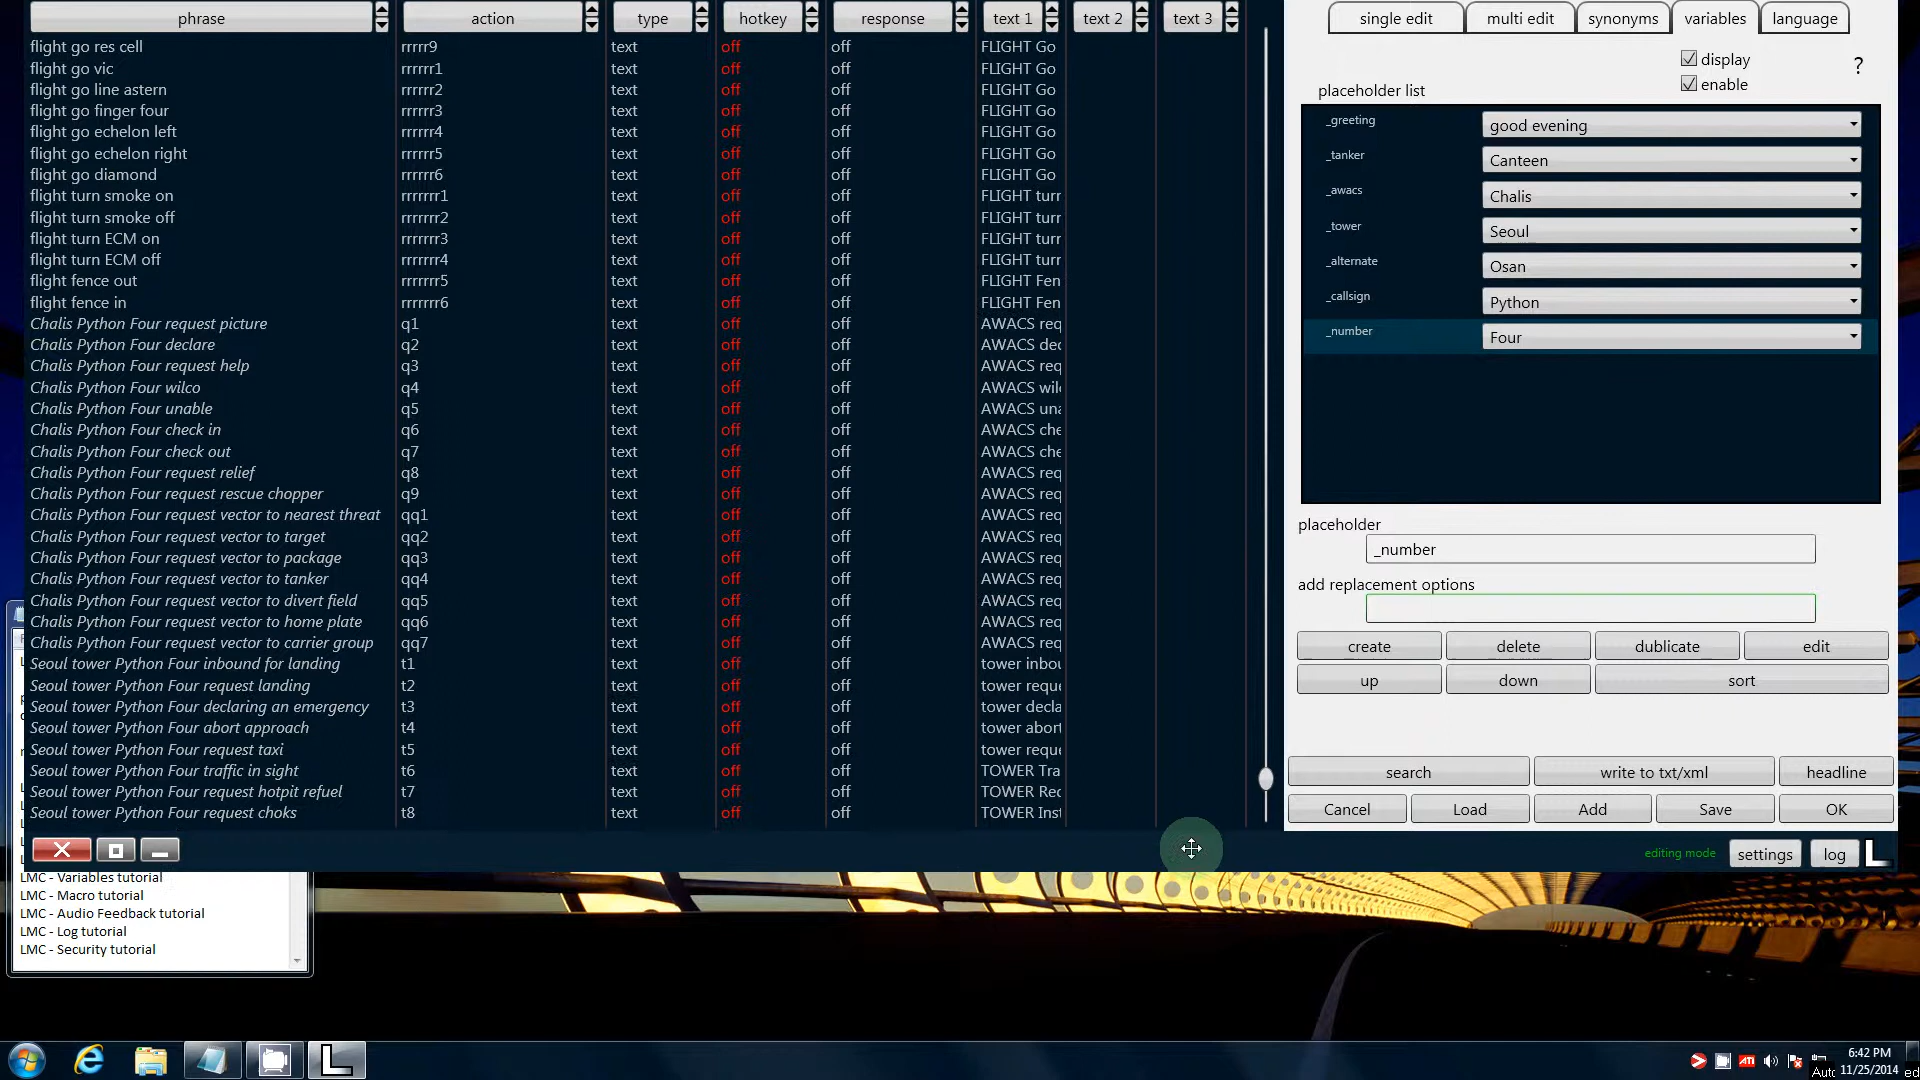 phrase action type hotkey response text 1 text 2 text 3
flight go res cell rrrrr9 text off off FLIGHT Go
flight go vic rrrrrr1 text off off FLIGHT Go
flight go line astern rrrrrr2 text off off FLIGHT Go
flight go finger four rrrrrr3 text off off FLIGHT Go
flight go echelon left rrrrrr4 text off off FLIGHT Go
flight go echelon right rrrrrr5 text off off FLIGHT Go
flight go diamond rrrrrr6 text off off FLIGHT Go
flight turn smoke on rrrrrrr1 text off off FLIGHT turr
flight turn smoke off rrrrrrr2 text off off FLIGHT turr
flight turn ECM on rrrrrrr3 text off off FLIGHT turr
flight turn ECM off rrrrrrr4 text off off FLIGHT turr
flight fence out rrrrrrr5 text off off FLIGHT Fen
flight fence in rrrrrrr6 text off off FLIGHT Fen
Chalis Python Four request picture q1 text off off AWACS req
Chalis Python Four declare q2 text off off AWACS dec
Chalis Python Four request help q3 text off off AWACS req
Chalis Python Four wilco q4 text off off AWACS wil
Chalis Python Four unable q5 text off off AWACS una
Chalis Python Four check in q6 text off off AWACS che
Chalis Python Four check out q7 text off off AWACS che
Chalis Python Four request relief q8 text off off AWACS req
Chalis Python Four request rescue chopper q9 text off off AWACS req
Chalis Python Four request vector to nearest threat qq1 text off off AWACS req
Chalis Python Four request vector to target qq2 text off off AWACS req
Chalis Python Four request vector to package qq3 text off off AWACS req
Chalis Python Four request vector to tanker qq4 text off off AWACS req
Chalis Python Four request vector to divert field qq5 text off off AWACS req
Chalis Python Four request vector to home plate qq6 text off off AWACS req
Chalis Python Four request vector to carrier group qq7 text off off AWACS req
Seoul tower Python Four inbound for landing t1 text off off tower inbou
Seoul tower Python Four request landing t2 text off off tower reque
Seoul tower Python Four declaring an emergency t3 text off off tower decla
Seoul tower Python Four abort approach t4 text off off tower abort
Seoul tower Python Four request taxi t5 text off off tower reque
Seoul tower Python Four traffic in sight t6 text off off TOWER Tra
Seoul tower Python Four request hotpit refuel t7 text off off TOWER Rec
Seoul tower Python Four request choks t8 text off off TOWER Inst
single edit multi edit synonyms variables language
display
enable
?
placeholder list
_greeting good evening
_tanker Canteen
_awacs Chalis
_tower Seoul
_alternate Osan
_callsign Python
_number Four
placeholder
_number
add replacement options
create delete dublicate edit
up down sort
search write to txt/xml headline
Cancel Load Add Save OK
editing mode settings log L
LMC - Variables tutorial
LMC - Macro tutorial
LMC - Audio Feedback tutorial
LMC - Log tutorial
LMC - Security tutorial
ATI
6:42 PM
11/25/2014